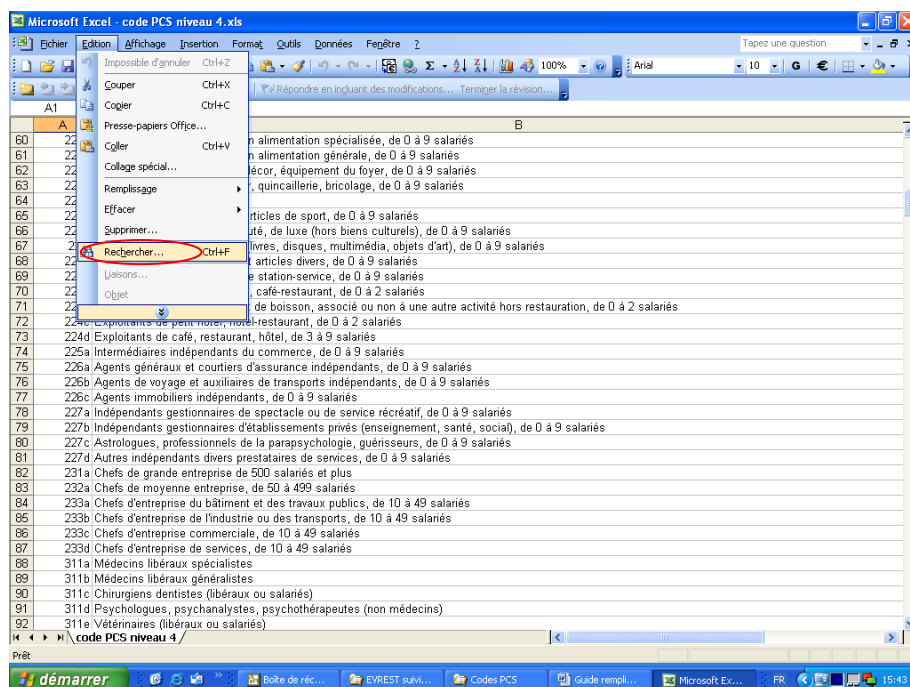 Microsoft Excel - code PCS niveau 4.xls
Fichier Edition Affichage Insertion Format Outils Données Fenêtre ? Tapez une question
100% Arial 10 G €
Répondre en incluant des modifications... Terminer la révision...
A1
A B
Impossible d'annuler Ctrl+Z
Couper Ctrl+X
Copier Ctrl+C
Presse-papiers Office...
Coller Ctrl+V
Collage spécial...
Remplissage
Effacer
Supprimer...
Rechercher... Ctrl+F
Liaisons...
Objet
60 22 n alimentation spécialisée, de 0 à 9 salariés
61 22 n alimentation générale, de 0 à 9 salariés
62 22 décor, équipement du foyer, de 0 à 9 salariés
63 22 , quincaillerie, bricolage, de 0 à 9 salariés
64 22
65 22 rticles de sport, de 0 à 9 salariés
66 22 uté, de luxe (hors biens culturels), de 0 à 9 salariés
67 2 livres, disques, multimédia, objets d'art), de 0 à 9 salariés
68 22 t articles divers, de 0 à 9 salariés
69 22 e station-service, de 0 à 9 salariés
70 22 , café-restaurant, de 0 à 2 salariés
71 22 de boisson, associé ou non à une autre activité hors restauration, de 0 à 2 salariés
72 224c Exploitants de petit hôtel, hôtel-restaurant, de 0 à 2 salariés
73 224d Exploitants de café, restaurant, hôtel, de 3 à 9 salariés
74 225a Intermédiaires indépendants du commerce, de 0 à 9 salariés
75 226a Agents généraux et courtiers d'assurance indépendants, de 0 à 9 salariés
76 226b Agents de voyage et auxiliaires de transports indépendants, de 0 à 9 salariés
77 226c Agents immobiliers indépendants, de 0 à 9 salariés
78 227a Indépendants gestionnaires de spectacle ou de service récréatif, de 0 à 9 salariés
79 227b Indépendants gestionnaires d'établissements privés (enseignement, santé, social), de 0 à 9 salariés
80 227c Astrologues, professionnels de la parapsychologie, guérisseurs, de 0 à 9 salariés
81 227d Autres indépendants divers prestataires de services, de 0 à 9 salariés
82 231a Chefs de grande entreprise de 500 salariés et plus
83 232a Chefs de moyenne entreprise, de 50 à 499 salariés
84 233a Chefs d'entreprise du bâtiment et des travaux publics, de 10 à 49 salariés
85 233b Chefs d'entreprise de l'industrie ou des transports, de 10 à 49 salariés
86 233c Chefs d'entreprise commerciale, de 10 à 49 salariés
87 233d Chefs d'entreprise de services, de 10 à 49 salariés
88 311a Médecins libéraux spécialistes
89 311b Médecins libéraux généralistes
90 311c Chirurgiens dentistes (libéraux ou salariés)
91 311d Psychologues, psychanalystes, psychothérapeutes (non médecins)
92 311e Vétérinaires (libéraux ou salariés)
code PCS niveau 4
Prêt
démarrer Boîte de réc... EVREST suivi... Codes PCS Guide rempli... Microsoft Ex... FR 15:43